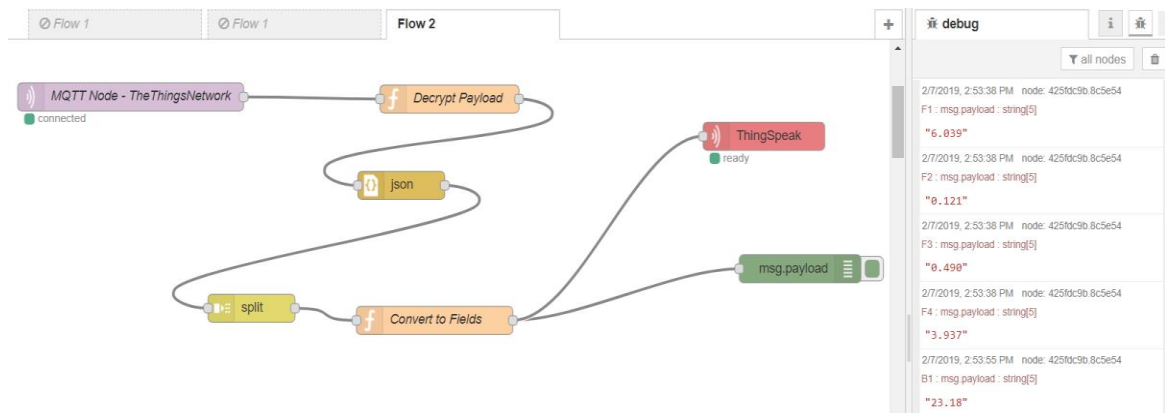 Flow 1
Flow 1
Flow 2
+
debug
i
all nodes
MQTT Node - TheThingsNetwork
connected
Decrypt Payload
ThingSpeak
ready
json
msg.payload
split
Convert to Fields
2/7/2019, 2:53:38 PM node: 425fdc9b.8c5e54
F1 : msg.payload : string[5]
"6.039"
2/7/2019, 2:53:38 PM node: 425fdc9b.8c5e54
F2 : msg.payload : string[5]
"0.121"
2/7/2019, 2:53:38 PM node: 425fdc9b.8c5e54
F3 : msg.payload : string[5]
"0.490"
2/7/2019, 2:53:38 PM node: 425fdc9b.8c5e54
F4 : msg.payload : string[5]
"3.937"
2/7/2019, 2:53:55 PM node: 425fdc9b.8c5e54
B1 : msg.payload : string[5]
"23.18"